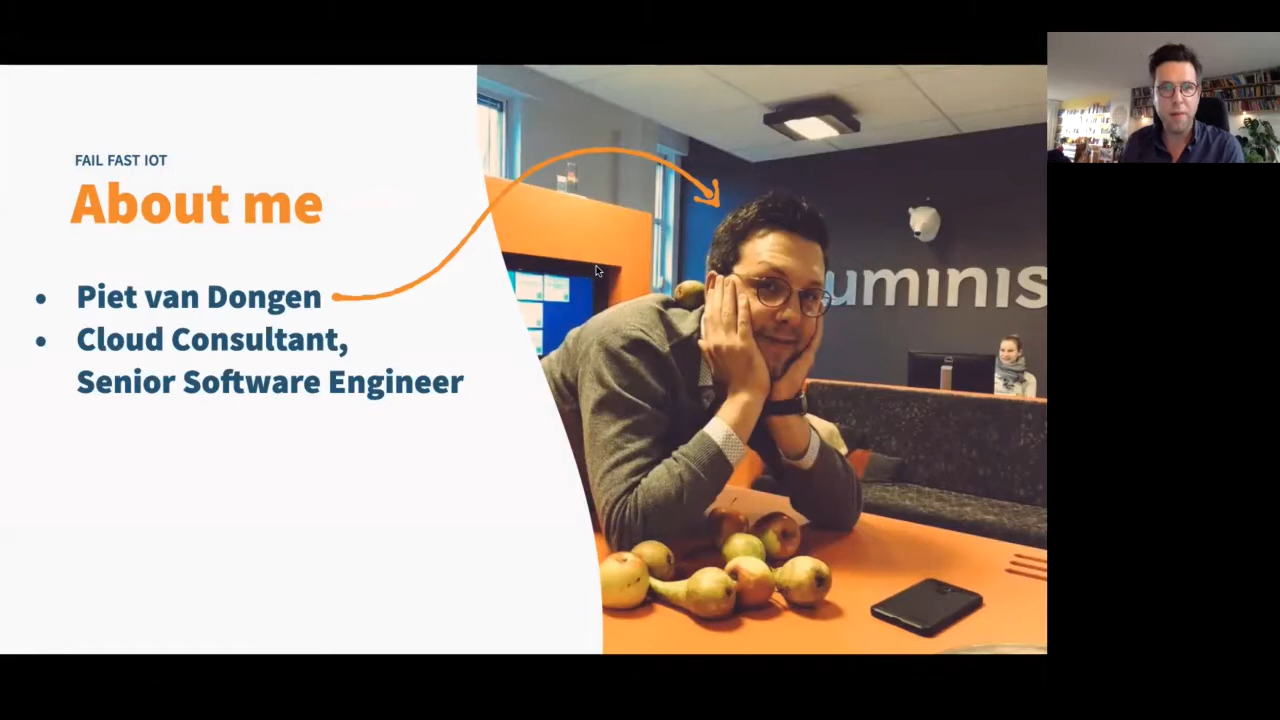 FAIL FAST IOT
About me
• Piet van Dongen
• Cloud Consultant,
Senior Software Engineer
uminis